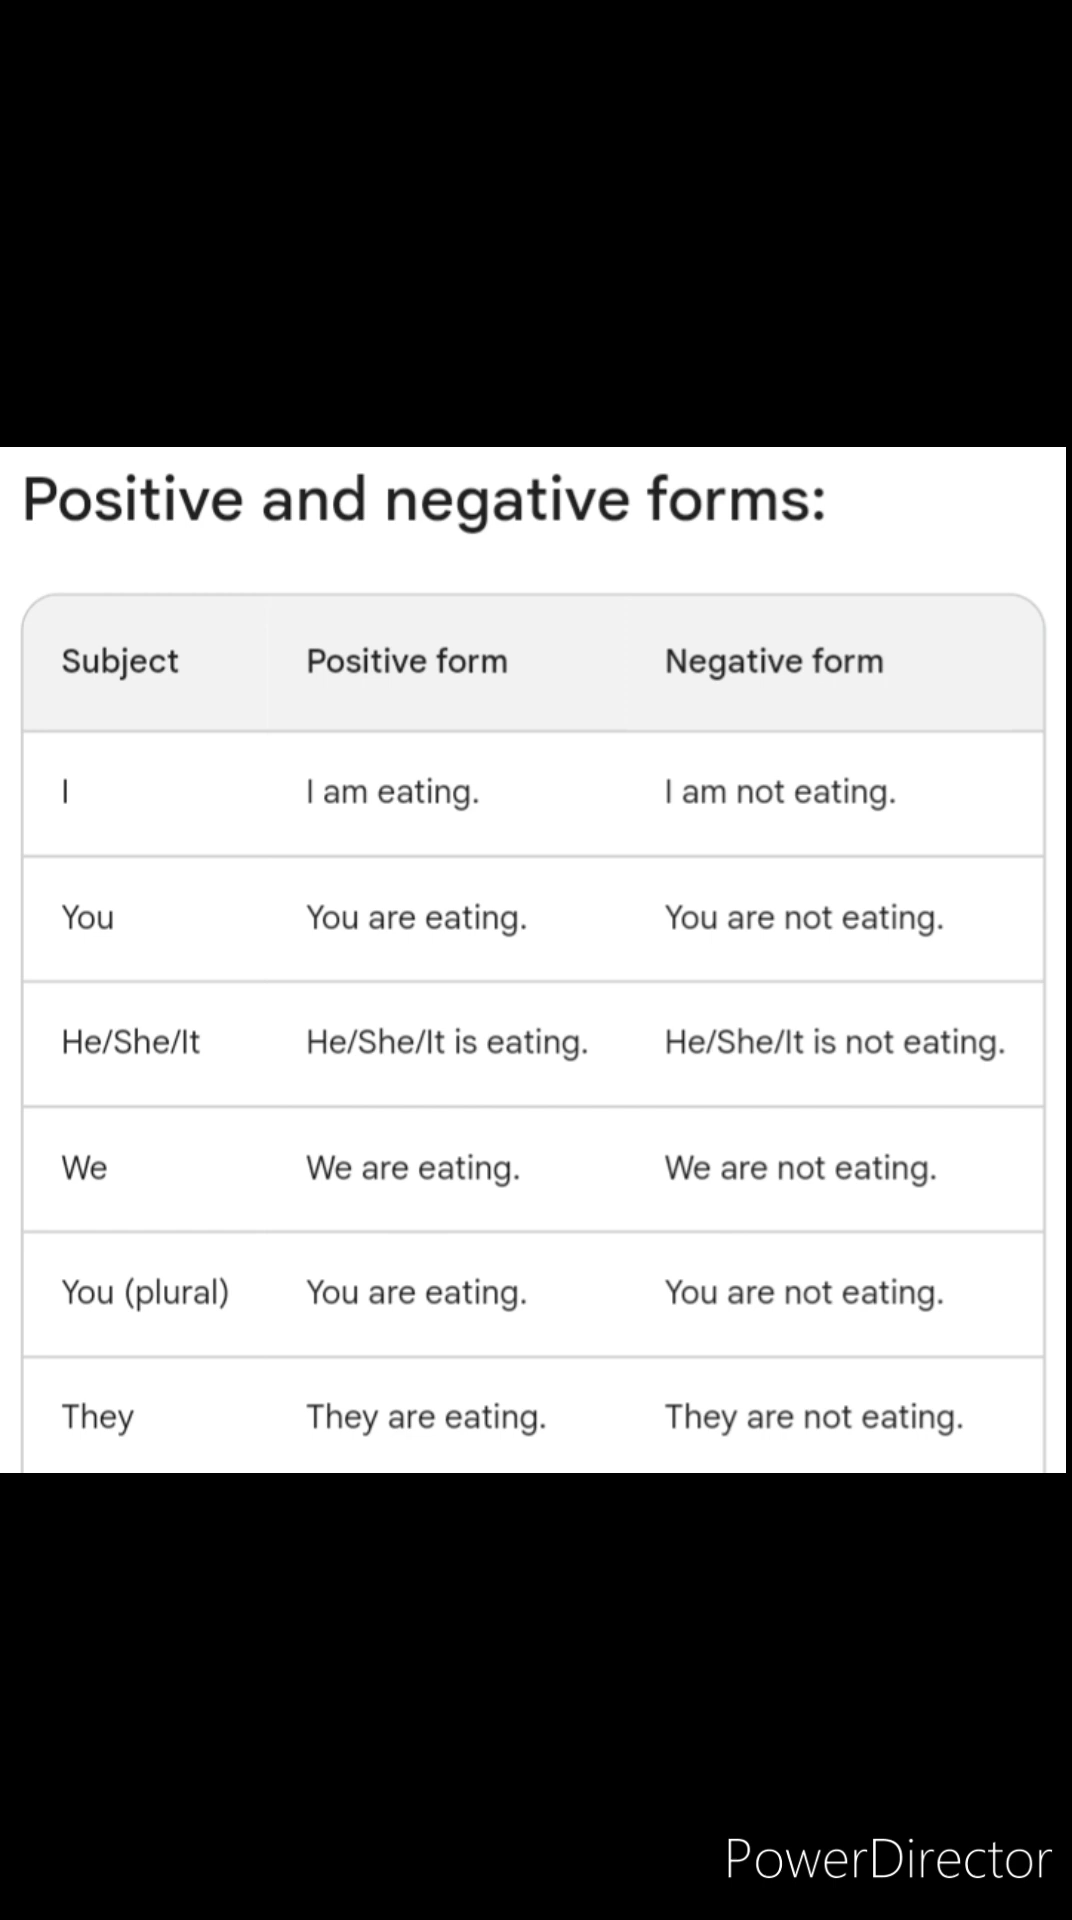 Positive and negative forms:
Subject Positive form Negative form
I I am eating. I am not eating.
You You are eating. You are not eating.
He/She/It He/She/It is eating. He/She/It is not eating.
We We are eating. We are not eating.
You (plural) You are eating. You are not eating.
They They are eating. They are not eating.
PowerDirector